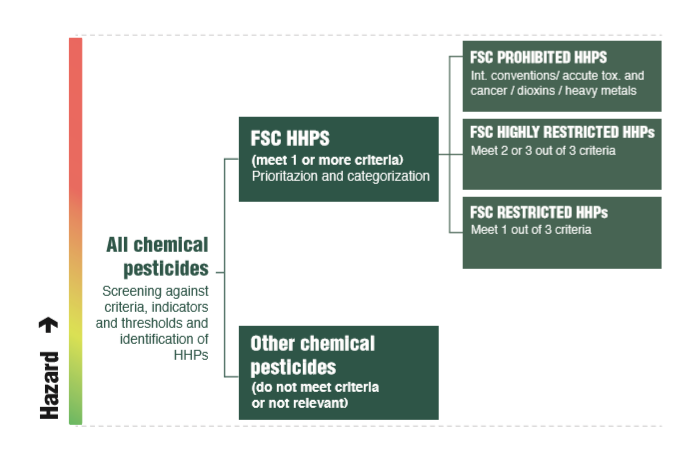 FSC PROHIBITED HHPS
Int. conventions/ accute tox. and
cancer / dioxins / heavy metals
FSC HIGHLY RESTRICTED HHPs
Meet 2 or 3 out of 3 criteria
FSC RESTRICTED HHPs
Meet 1 out of 3 criteria
FSC HHPS
(meet 1 or more criteria)
Prioritazion and categorization
All chemical
pesticides
Screening against
criteria, indicators
and thresholds and
identification of
HHPs
Other chemical
pesticides
(do not meet criteria
or not relevant)
Hazard →